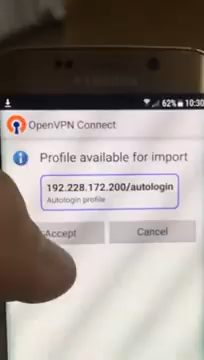 62% 10:30
OpenVPN Connect
Profile available for import
192.228.172.200/autologin
Autologin profile
Accept Cancel